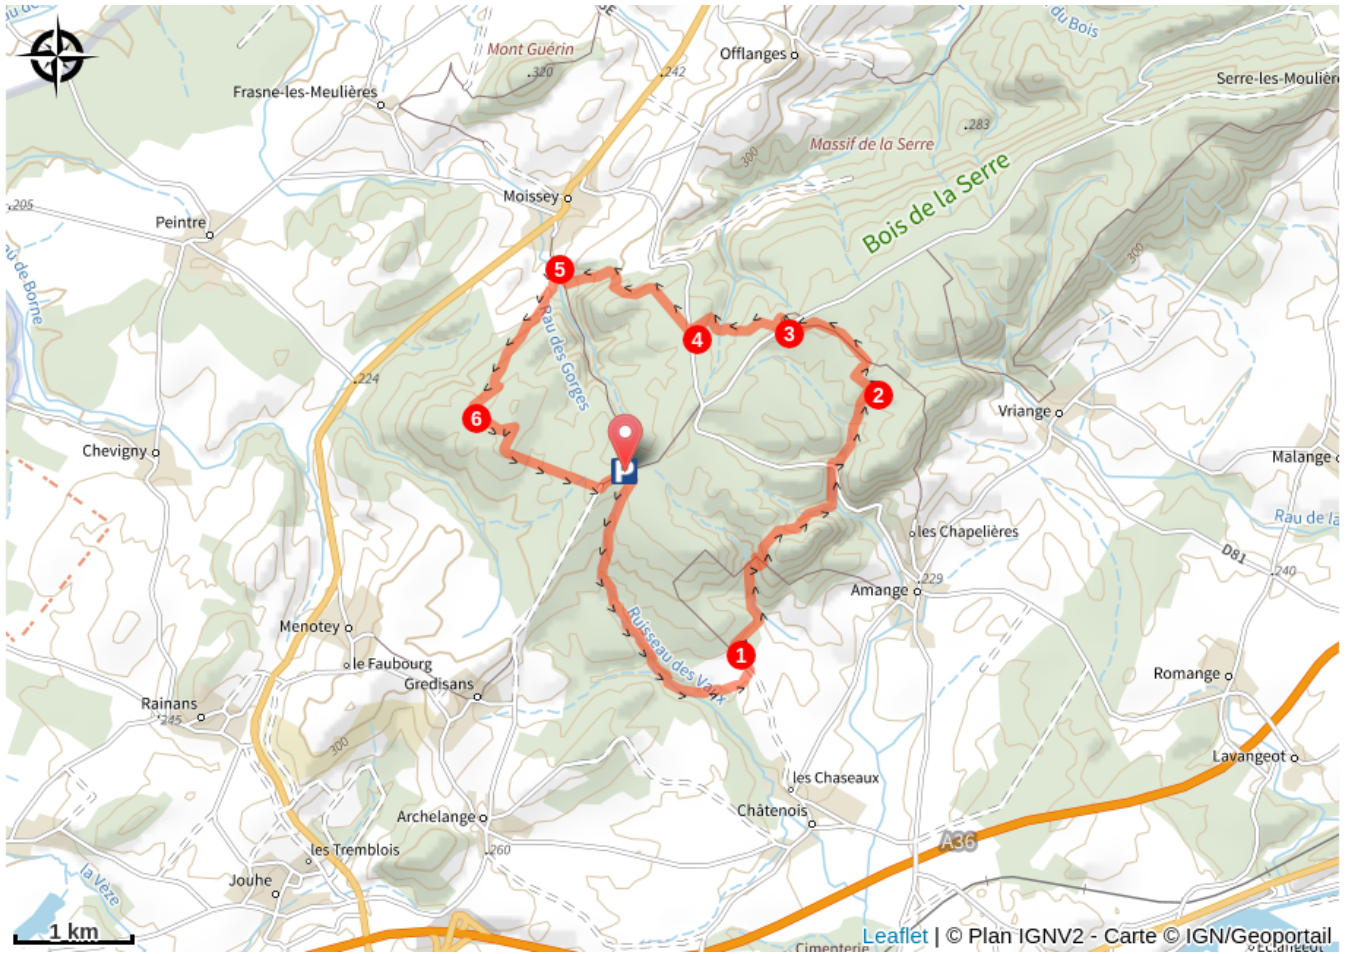 du Bois
Mont Guérin
320
242
Offlanges
Serre-les-Moulière
Frasne-les-Meulières
283
Massif de la Serre
300
Bois de la Serre
205
Moissey
Peintre
300
au de Borne
5
Rau des Gorges
4
3
224
2
6
Vriange
Chevigny
P
Malange
Rau de la
les Chapelières
D81
240
229
Amange
Menotey
Ruisseau des Vaux
1
le Faubourg
Gredisans
Romange
Rainans
245
300
Lavangeot
les Chaseaux
Châtenois
Archelange
A36
les Tremblois
260
Jouhe
la Vèze
1 km
Leaflet | © Plan IGNV2 - Carte © IGN/Geoportail
Cimenterie